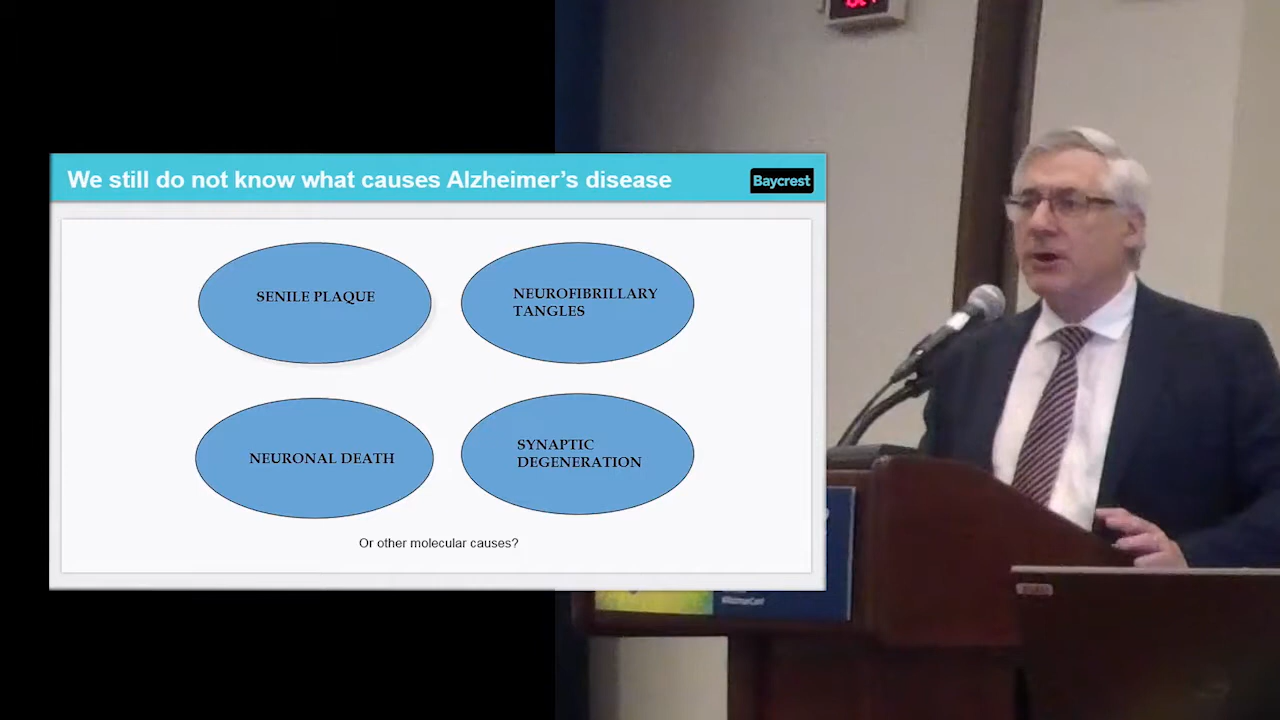 We still do not know what causes Alzheimer's disease
Baycrest
SENILE PLAQUE
NEUROFIBRILLARY
TANGLES
NEURONAL DEATH
SYNAPTIC
DEGENERATION
Or other molecular causes?